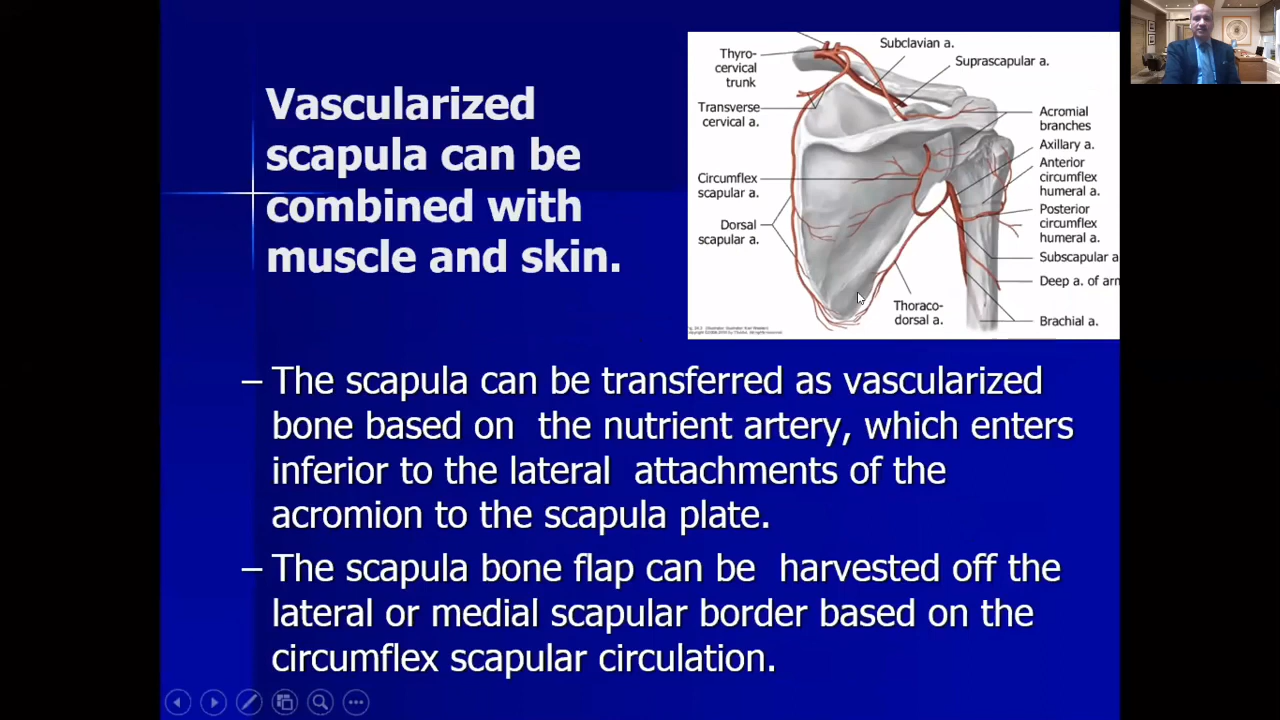 Vascularized
scapula can be
combined with
muscle and skin.
Thyro-
cervical
trunk
Transverse
cervical a.
Circumflex
scapular a.
Dorsal
scapular a.
Subclavian a.
Suprascapular a.
Acromial
branches
Axillary a.
Anterior
circumflex
humeral a.
Posterior
circumflex
humeral a.
Subscapular a
Deep a. of arm
Brachial a.
Thoraco-
dorsal a.
– The scapula can be transferred as vascularized
bone based on the nutrient artery, which enters
inferior to the lateral attachments of the
acromion to the scapula plate.
– The scapula bone flap can be harvested off the
lateral or medial scapular border based on the
circumflex scapular circulation.